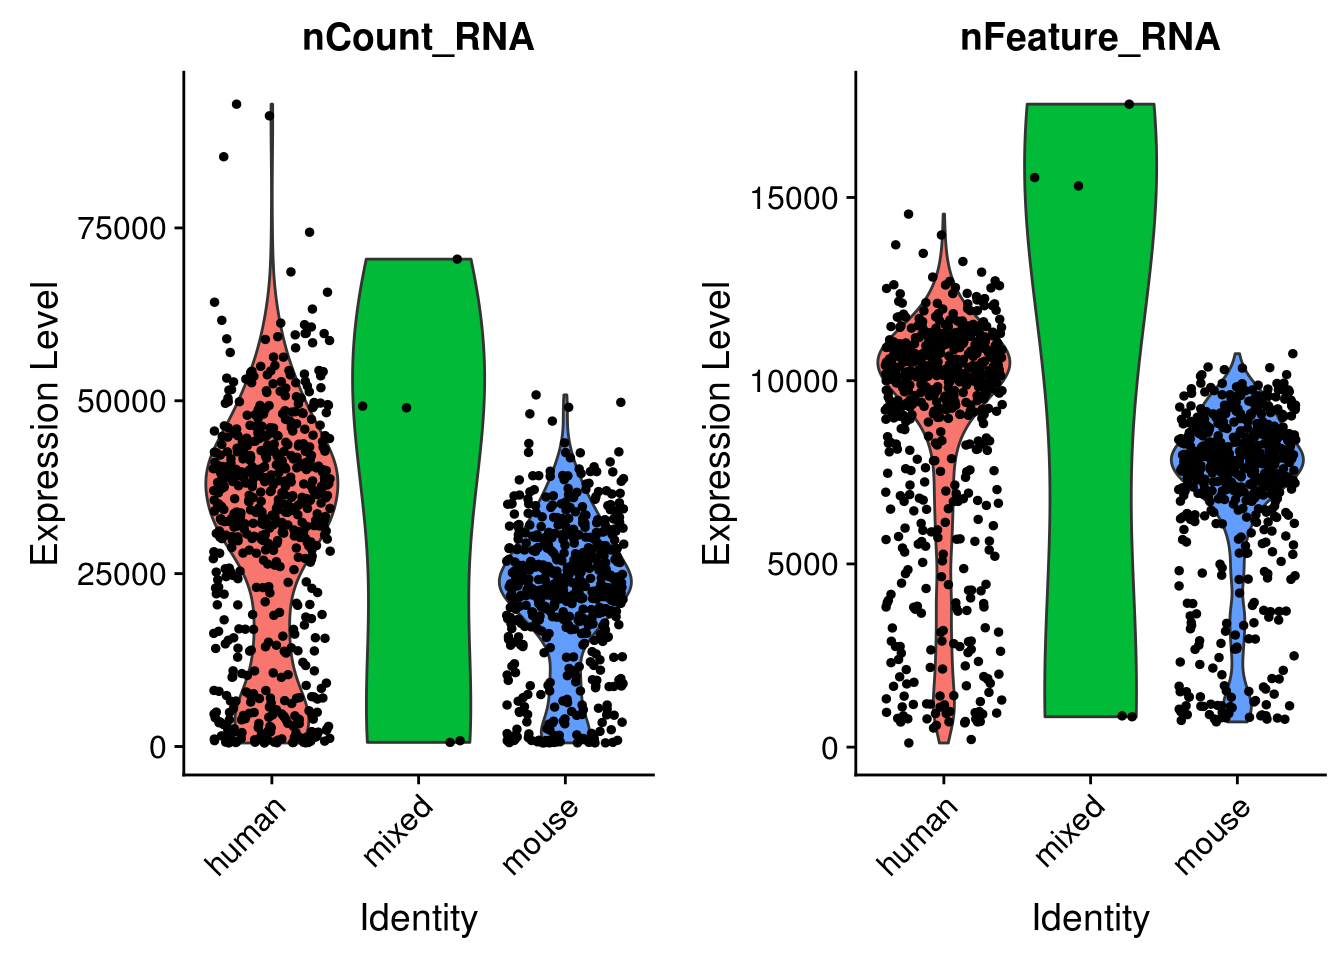 nCount_RNA
Expression Level
75000
50000
25000
0
human
mixed
mouse
Identity
nFeature_RNA
Expression Level
15000
10000
5000
0
human
mixed
mouse
Identity